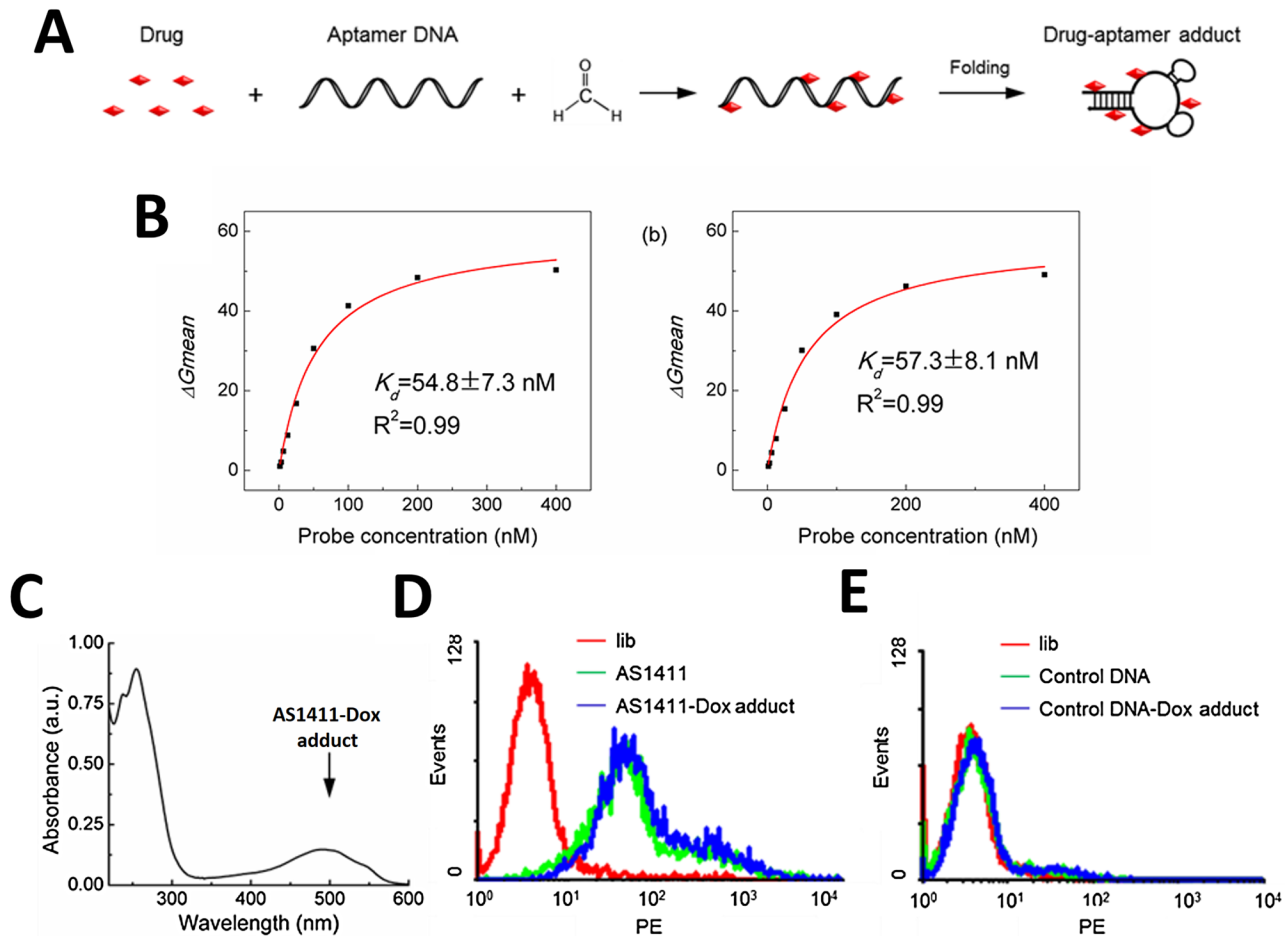 A
Drug
Aptamer DNA
Drug-aptamer adduct
+
+
O
C
H H
Folding
B
60
40
20
0
ΔGmean
K_d=54.8±7.3 nM
R²=0.99
0 100 200 300 400
Probe concentration (nM)
(b)
60
40
20
0
ΔGmean
K_d=57.3±8.1 nM
R²=0.99
0 200 400
Probe concentration (nM)
C
1.00
0.75
0.50
0.25
0.00
Absorbance (a.u.)
AS1411-Dox
adduct
300 400 500 600
Wavelength (nm)
D
128
0
Events
lib
AS1411
AS1411-Dox adduct
10⁰ 10¹ 10² 10³ 10⁴
PE
E
128
0
Events
lib
Control DNA
Control DNA-Dox adduct
10⁰ 10¹ 10² 10³ 10⁴
PE